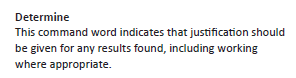 Determine
This command word indicates that justification should
be given for any results found, including working
where appropriate.